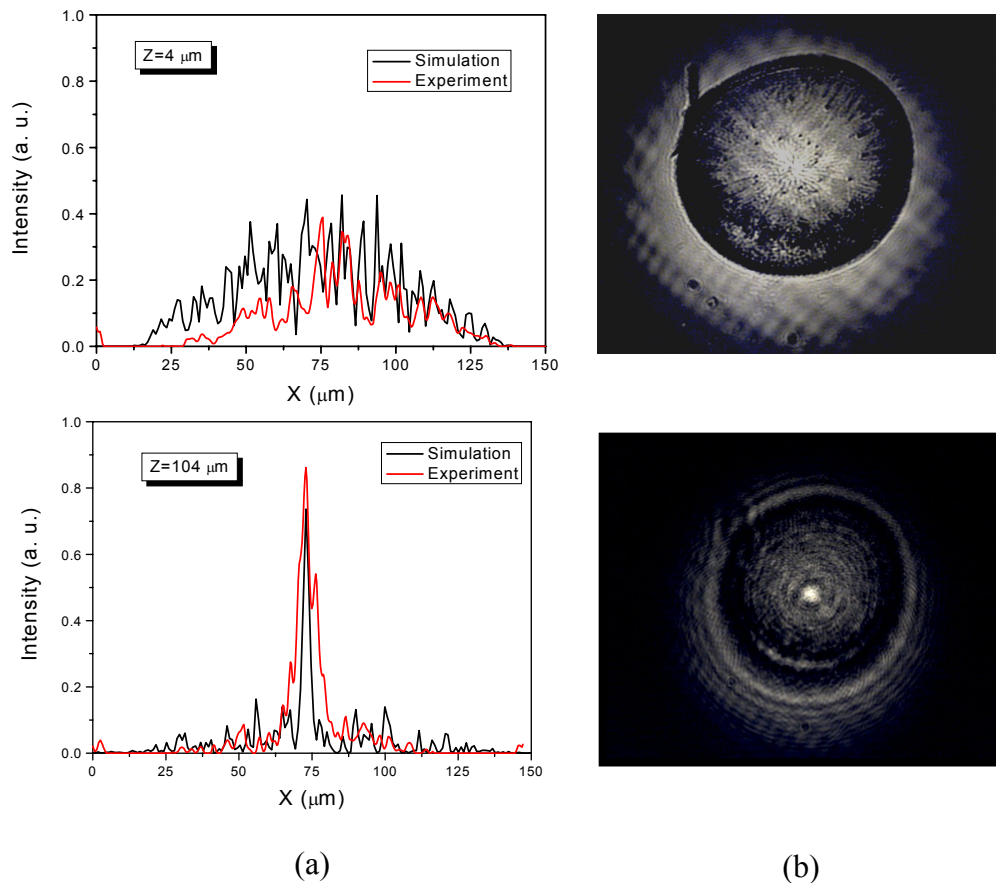 1.0
Z=4 μm
Simulation
Experiment
0.8
0.6
0.4
0.2
0.0
Intensity (a. u.)
0 25 50 75 100 125 150
X (μm)
1.0
Z=104 μm
Simulation
Experiment
0.8
0.6
0.4
0.2
0.0
Intensity (a. u.)
0 25 50 75 100 125 150
X (μm)
(a) (b)